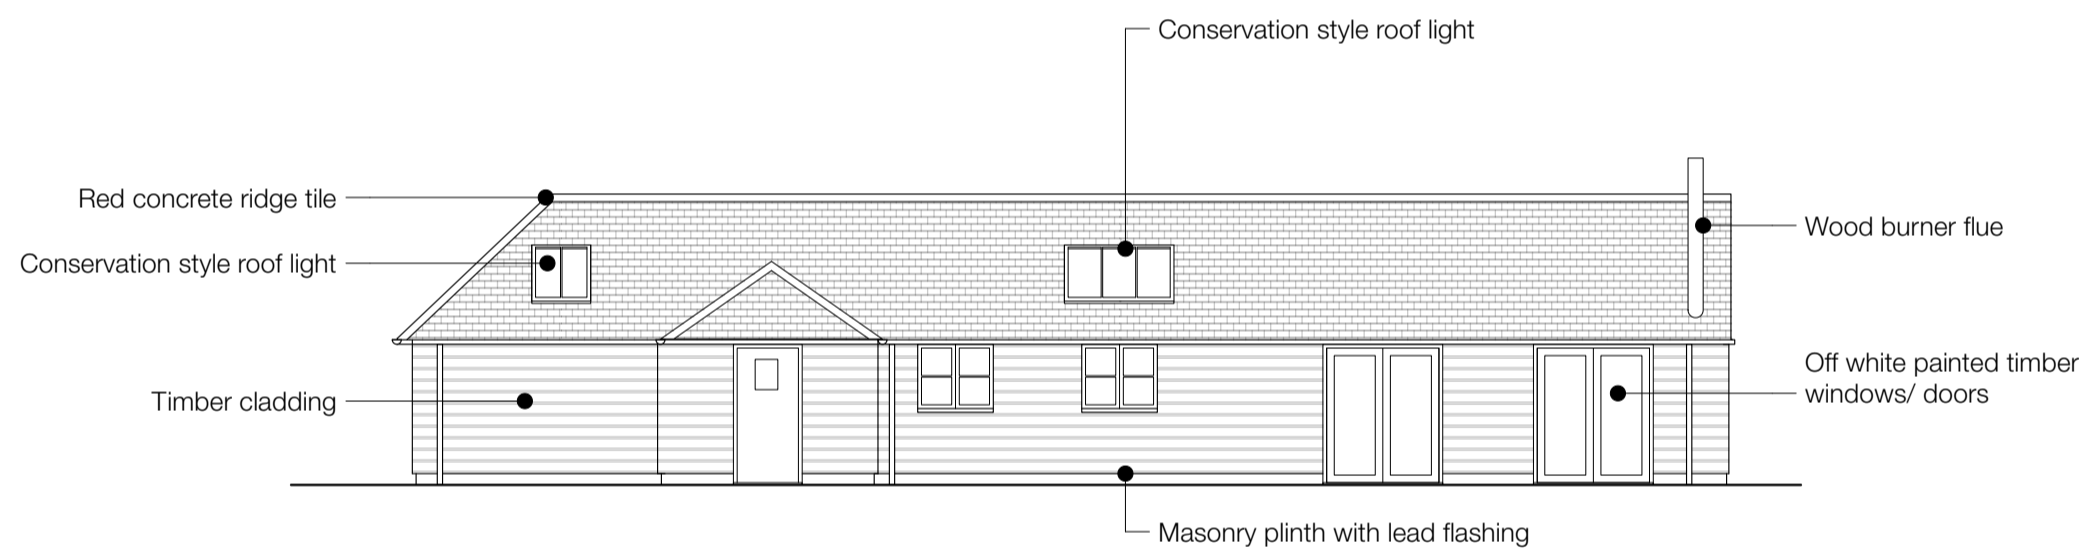 Conservation style roof light
Red concrete ridge tile
Wood burner flue
Conservation style roof light
Off white painted timber
windows/ doors
Timber cladding
Masonry plinth with lead flashing